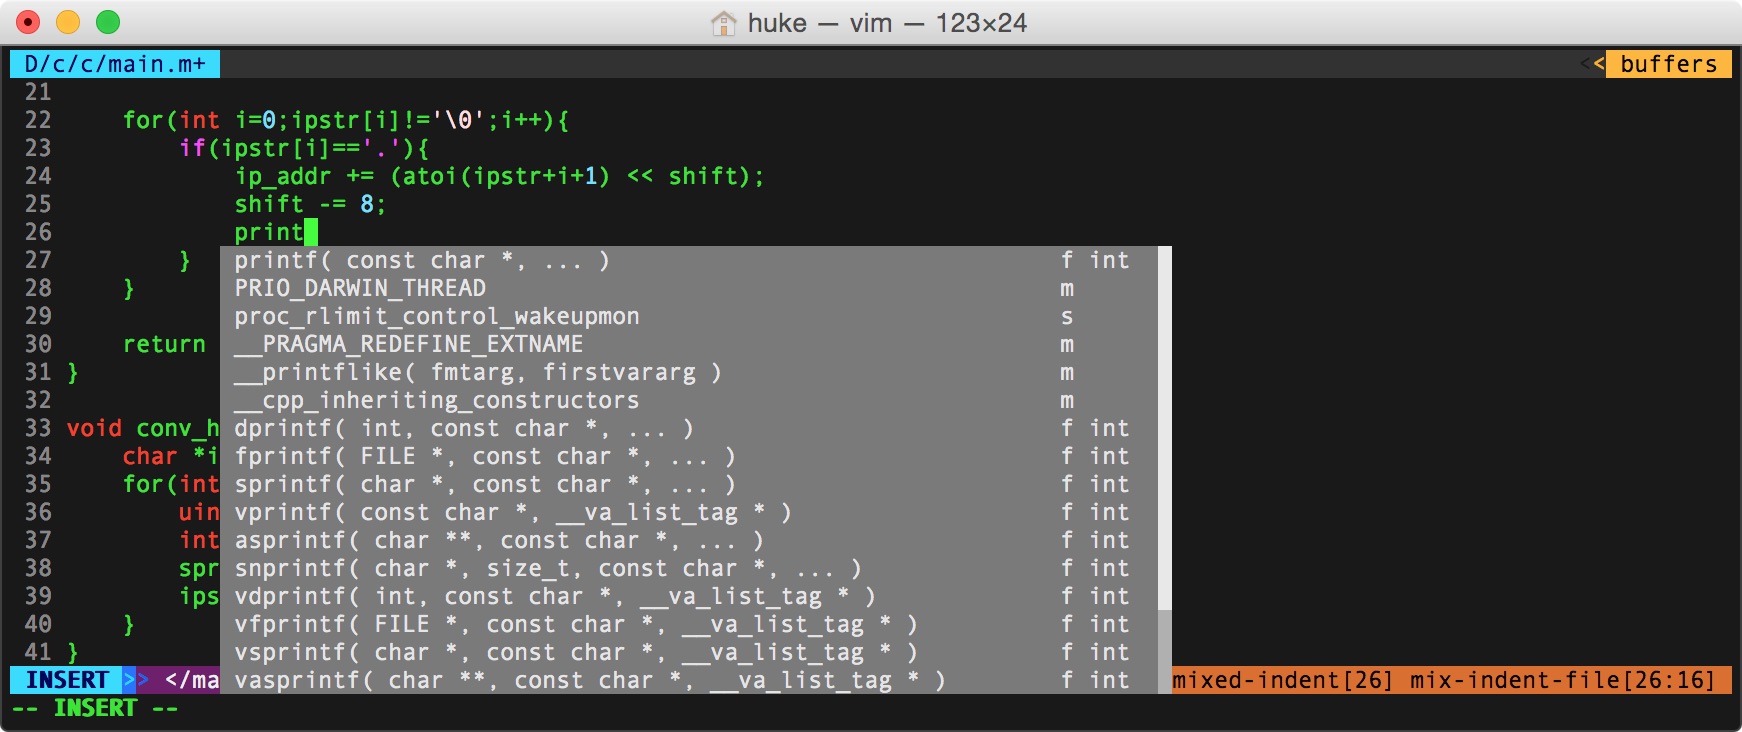 huke — vim — 123×24
D/c/c/main.m+ << buffers
21
22 for(int i=0;ipstr[i]!='\0';i++){
23 if(ipstr[i]=='.'){
24 ip_addr += (atoi(ipstr+i+1) << shift);
25 shift -= 8;
26 print
27 } printf( const char *, ... ) f int
28 } PRIO_DARWIN_THREAD m
29 proc_rlimit_control_wakeupmon s
30 return __PRAGMA_REDEFINE_EXTNAME m
31 } __printflike( fmtarg, firstvararg ) m
32 __cpp_inheriting_constructors m
33 void conv_h dprintf( int, const char *, ... ) f int
34 char *i fprintf( FILE *, const char *, ... ) f int
35 for(int sprintf( char *, const char *, ... ) f int
36 uin vprintf( const char *, __va_list_tag * ) f int
37 int asprintf( char **, const char *, ... ) f int
38 spr snprintf( char *, size_t, const char *, ... ) f int
39 ips vdprintf( int, const char *, __va_list_tag * ) f int
40 } vfprintf( FILE *, const char *, __va_list_tag * ) f int
41 } vsprintf( char *, const char *, __va_list_tag * ) f int
INSERT >> </ma vasprintf( char **, const char *, __va_list_tag * ) f int mixed-indent[26] mix-indent-file[26:16]
-- INSERT --